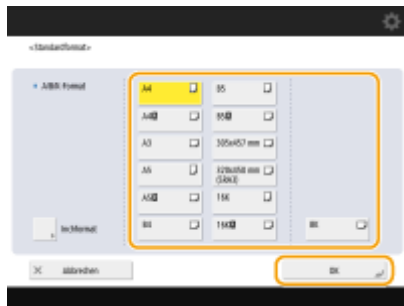 <Standardformat>
A/B/K-Format
A4
B5
A4R
B5R
A3
305x457 mm
A5
320x450 mm
(SRA3)
A5R
16K
Inchformat
B4
16KR
8K
Abbrechen
OK